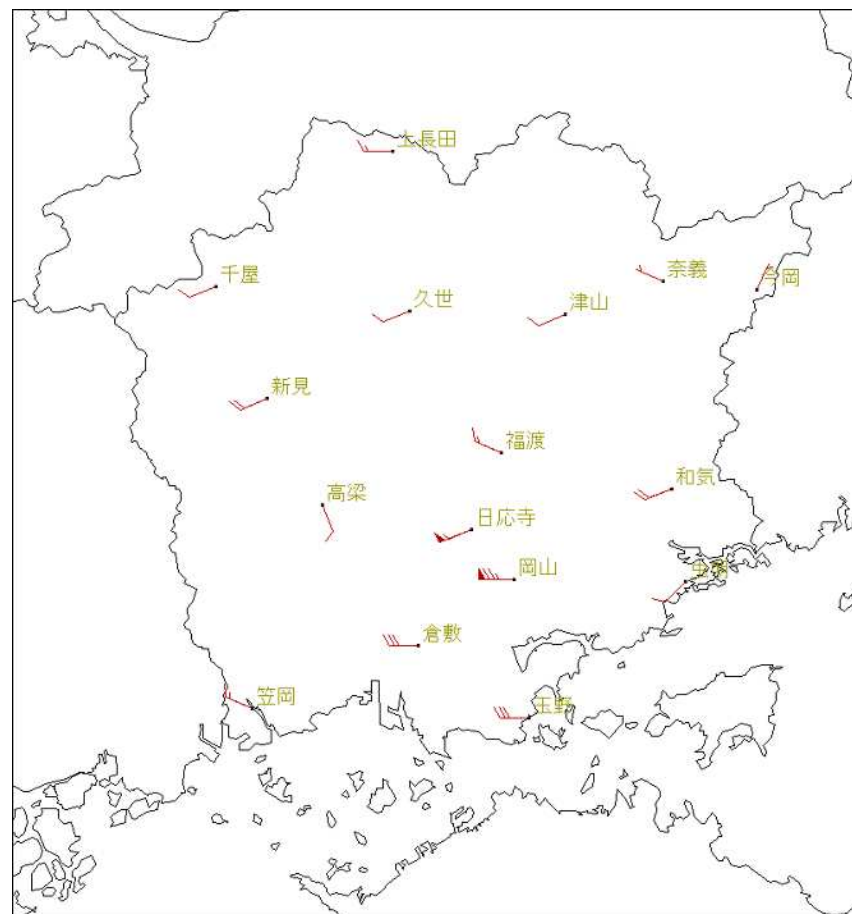 上長田
千屋
久世
津山
奈義
今岡
新見
福渡
和気
高梁
日応寺
岡山
虫明
倉敷
笠岡
玉野